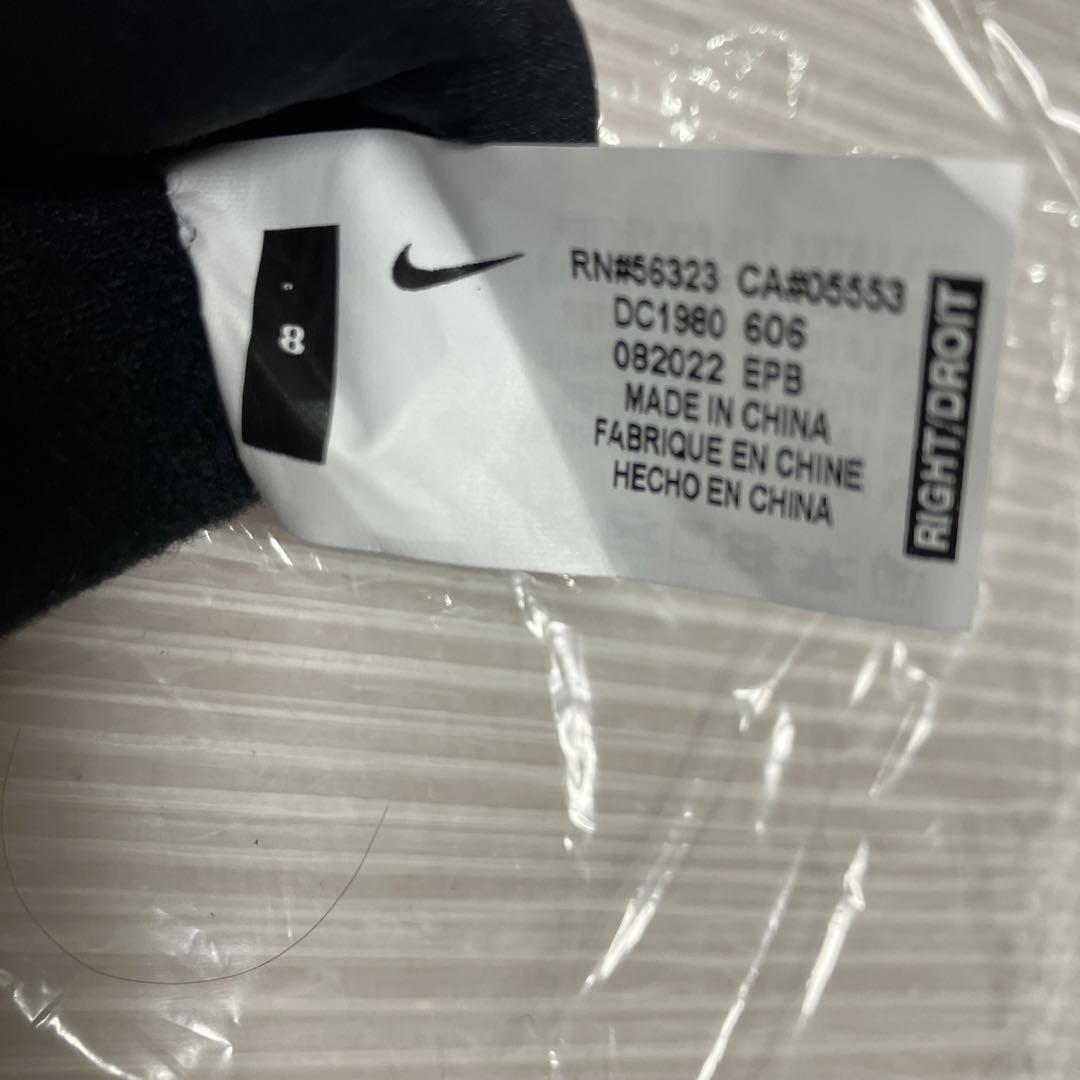 8
RN#56323 CA#05553
DC1980 606
082022 EPB
MADE IN CHINA
FABRIQUE EN CHINE
HECHO EN CHINA
RIGHT/DROIT